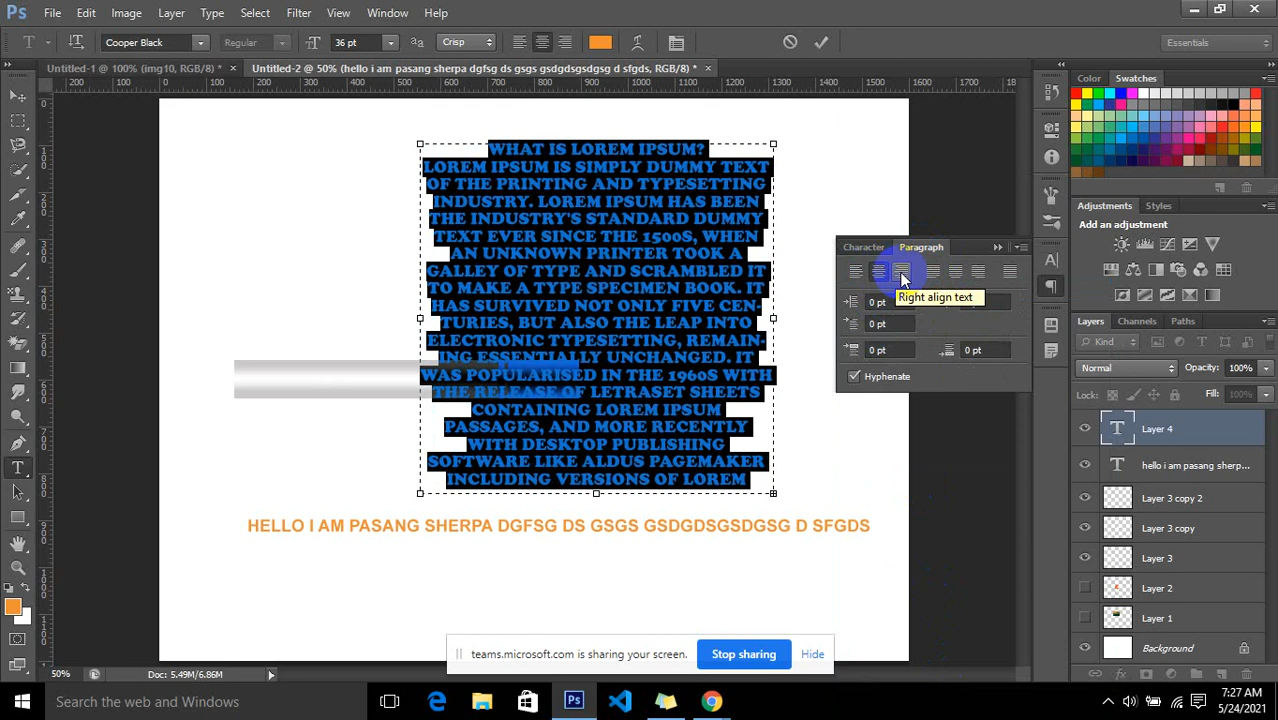 Ps File Edit Image Layer Type Select Filter View Window Help
T Cooper Black Regular 36 pt aa Crisp Essentials
Untitled-1 @ 100% (img10, RGB/8) * × Untitled-2 @ 50% (hello i am pasang sherpa dgfsg ds gsgs gsdgdsgsdgsg d sfgds, RGB/8) * ×
WHAT IS LOREM IPSUM?
LOREM IPSUM IS SIMPLY DUMMY TEXT
OF THE PRINTING AND TYPESETTING
INDUSTRY. LOREM IPSUM HAS BEEN
THE INDUSTRY'S STANDARD DUMMY
TEXT EVER SINCE THE 1500S, WHEN
AN UNKNOWN PRINTER TOOK A
GALLEY OF TYPE AND SCRAMBLED IT
TO MAKE A TYPE SPECIMEN BOOK. IT
HAS SURVIVED NOT ONLY FIVE CEN-
TURIES, BUT ALSO THE LEAP INTO
ELECTRONIC TYPESETTING, REMAIN-
ING ESSENTIALLY UNCHANGED. IT
WAS POPULARISED IN THE 1960S WITH
THE RELEASE OF LETRASET SHEETS
CONTAINING LOREM IPSUM
PASSAGES, AND MORE RECENTLY
WITH DESKTOP PUBLISHING
SOFTWARE LIKE ALDUS PAGEMAKER
INCLUDING VERSIONS OF LOREM
HELLO I AM PASANG SHERPA DGFSG DS GSGS GSDGDSGSDGSG D SFGDS
Character Paragraph
Right align text
0 pt
0 pt
0 pt 0 pt
Hyphenate
Color Swatches
Adjustments Styles
Add an adjustment
Layers Channels Paths
Kind
Normal Opacity: 100%
Lock: Fill: 100%
T Layer 4
T hello i am pasang sherp...
Layer 3 copy 2
Layer 3 copy
Layer 3
Layer 2
Layer 1
Background
teams.microsoft.com is sharing your screen. Stop sharing Hide
50% Doc: 5.49M/6.86M
Search the web and Windows
7:27 AM
5/24/2021